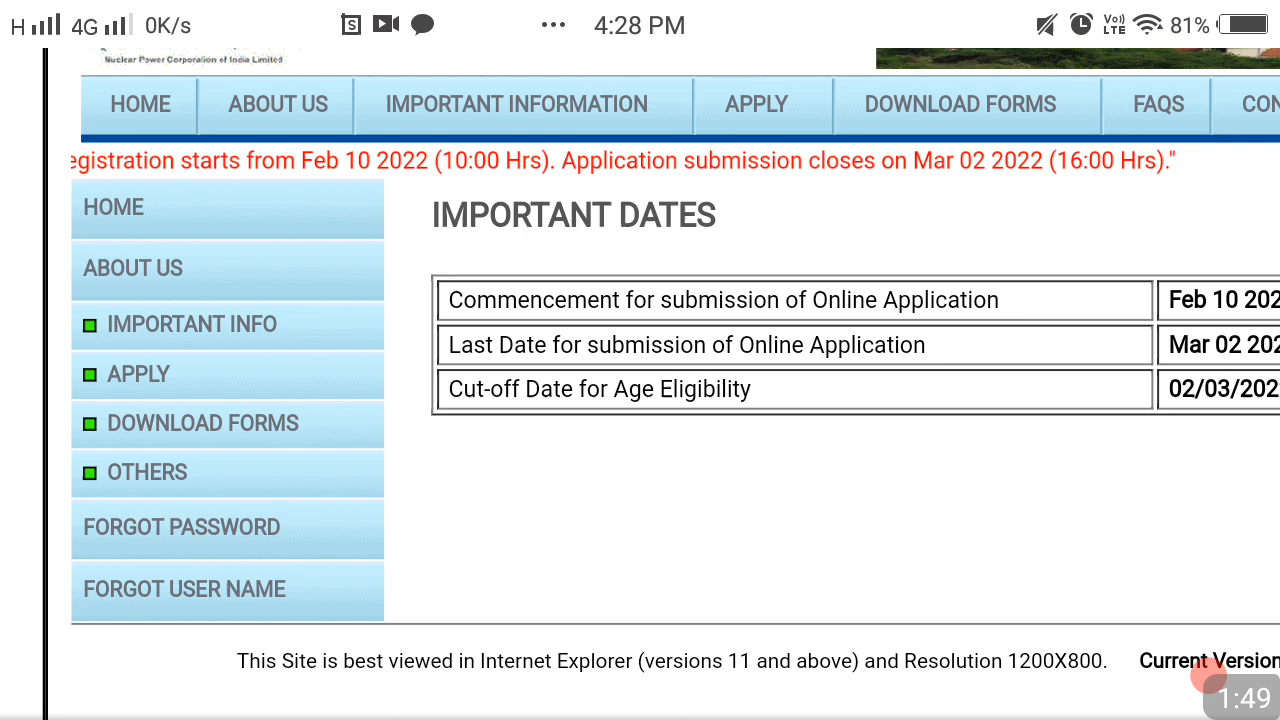 H 4G 0K/s S ••• 4:28 PM Vo)) LTE 81%
Nuclear Power Corporation of India Limited
HOME ABOUT US IMPORTANT INFORMATION APPLY DOWNLOAD FORMS FAQS CON
egistration starts from Feb 10 2022 (10:00 Hrs). Application submission closes on Mar 02 2022 (16:00 Hrs)."
HOME
ABOUT US
IMPORTANT INFO
APPLY
DOWNLOAD FORMS
OTHERS
FORGOT PASSWORD
FORGOT USER NAME
IMPORTANT DATES
Commencement for submission of Online Application Feb 10 202
Last Date for submission of Online Application Mar 02 202
Cut-off Date for Age Eligibility 02/03/202
This Site is best viewed in Internet Explorer (versions 11 and above) and Resolution 1200X800. Current Version
1:49